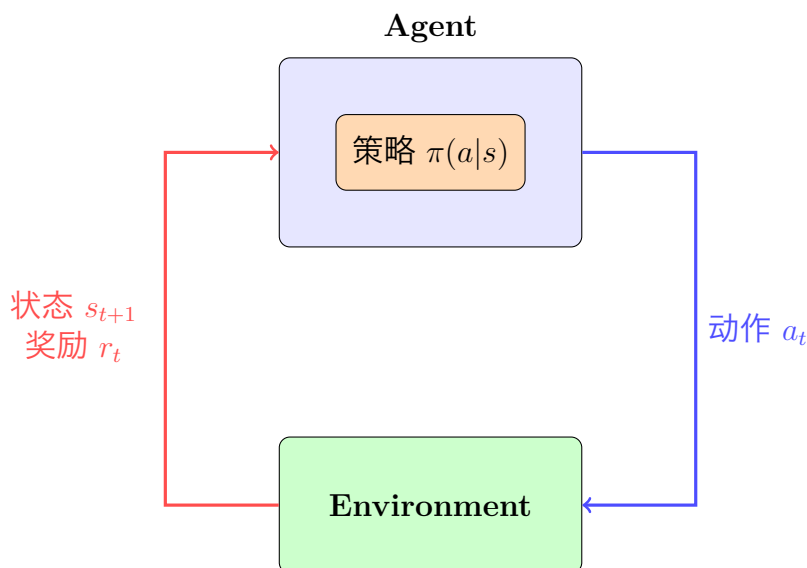 Agent
策略 π(a|s)
状态 s_{t+1}
奖励 r_t
动作 a_t
Environment